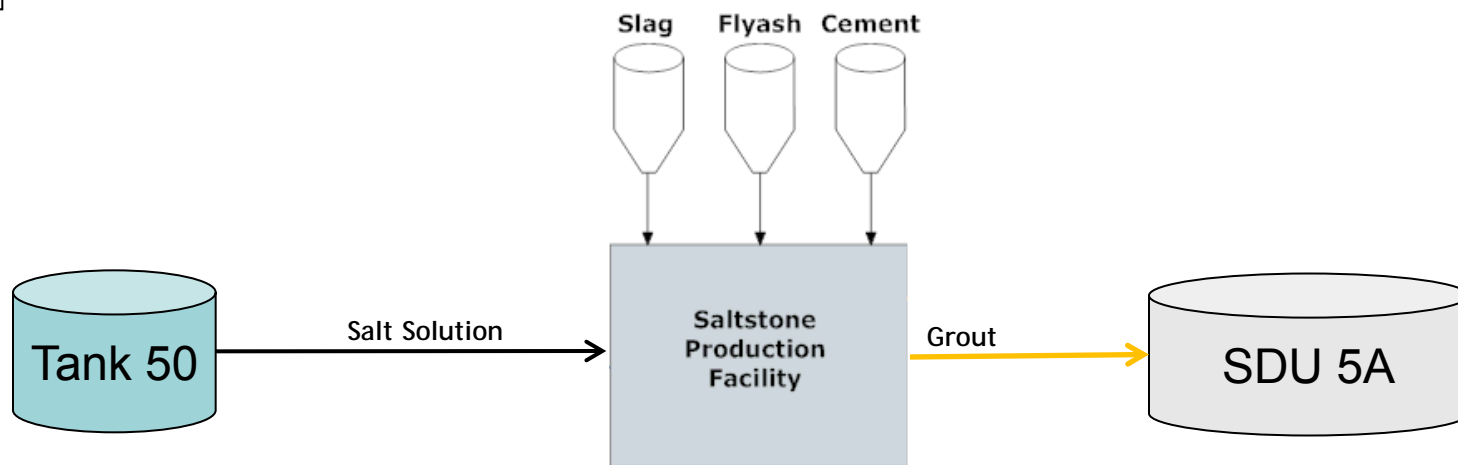 Slag Flyash Cement
Tank 50
Salt Solution
Saltstone
Production
Facility
Grout
SDU 5A